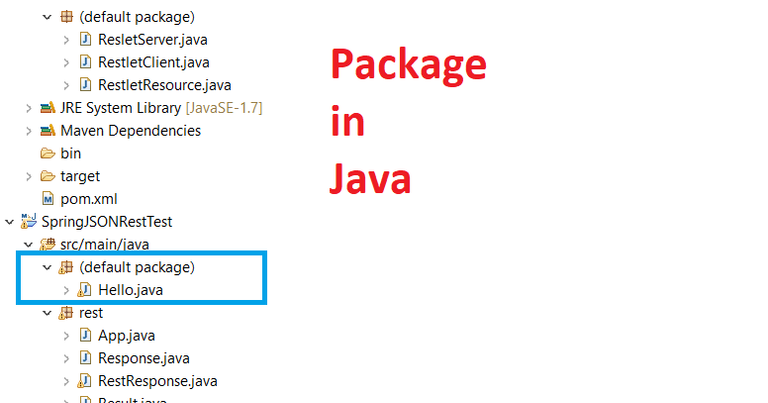 (default package)
ResletServer.java
RestletClient.java
RestletResource.java
JRE System Library [JavaSE-1.7]
Maven Dependencies
bin
target
pom.xml
SpringJSONRestTest
src/main/java
(default package)
Hello.java
rest
App.java
Response.java
RestResponse.java
Result.java
Package
in
Java